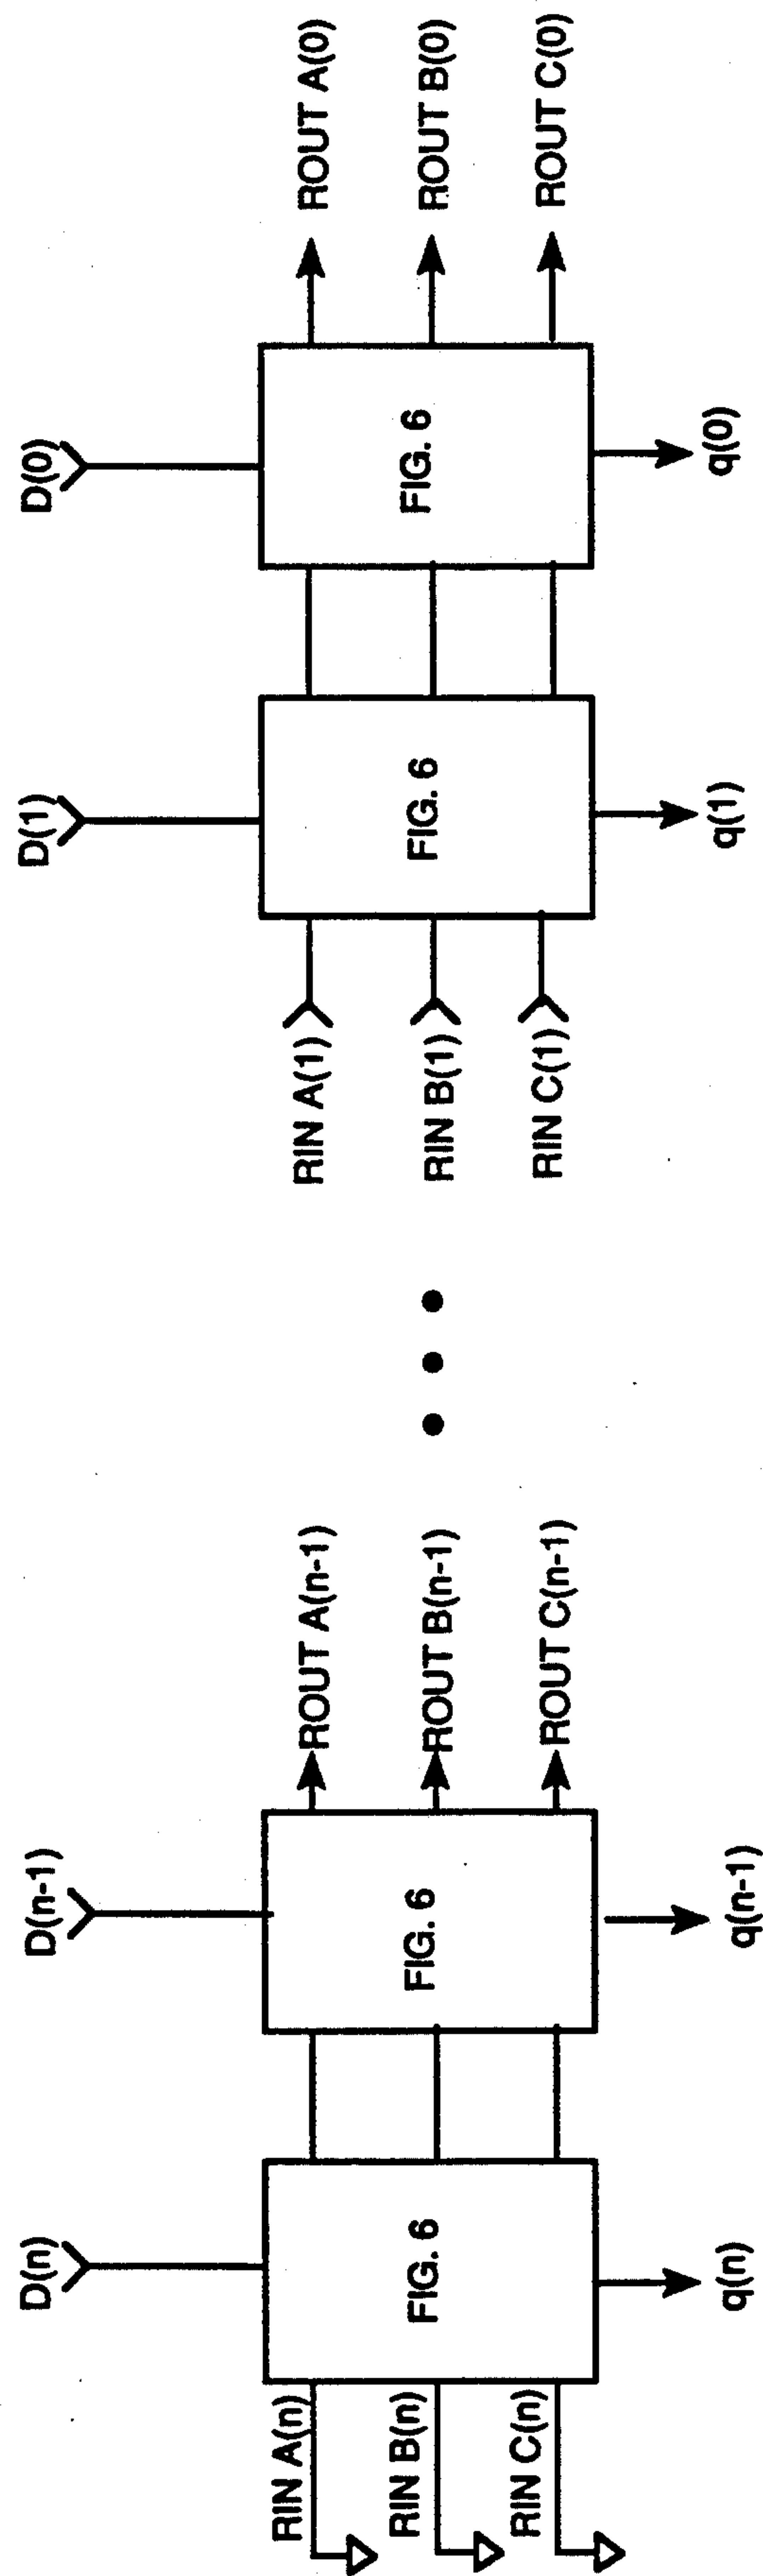 D(n)
D(n-1)
D(1)
D(0)
RIN A(n)
RIN B(n)
RIN C(n)
FIG. 6
FIG. 6
ROUT A(n-1)
ROUT B(n-1)
ROUT C(n-1)
RIN A(1)
RIN B(1)
RIN C(1)
FIG. 6
FIG. 6
ROUT A(0)
ROUT B(0)
ROUT C(0)
q(n)
q(n-1)
q(1)
q(0)